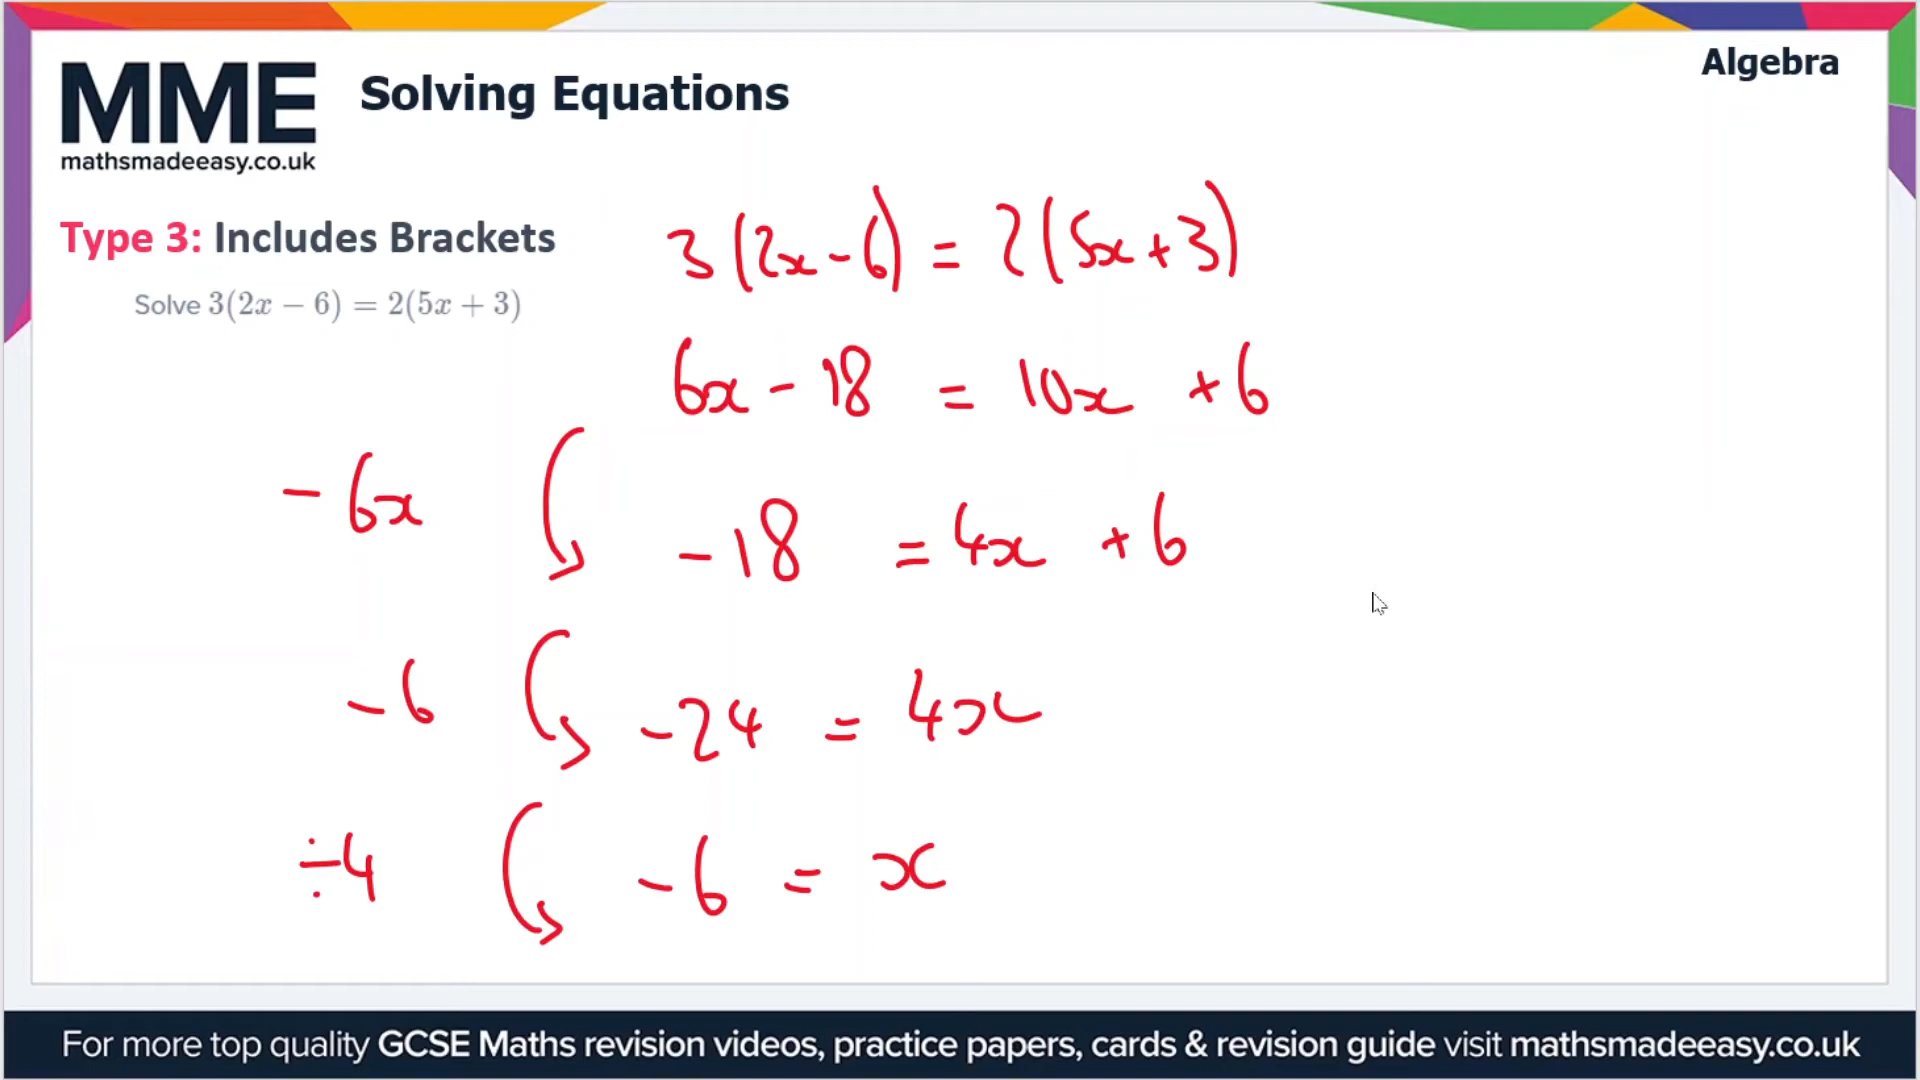 MME
mathsmadeeasy.co.uk
Solving Equations
Algebra
Type 3: Includes Brackets
Solve 3(2x − 6) = 2(5x + 3)
3(2x - 6) = 2(5x + 3)
6x - 18 = 10x + 6
- 6x
- 18 = 4x + 6
- 6
- 24 = 4x
÷4
- 6 = x
For more top quality GCSE Maths revision videos, practice papers, cards & revision guide visit mathsmadeeasy.co.uk